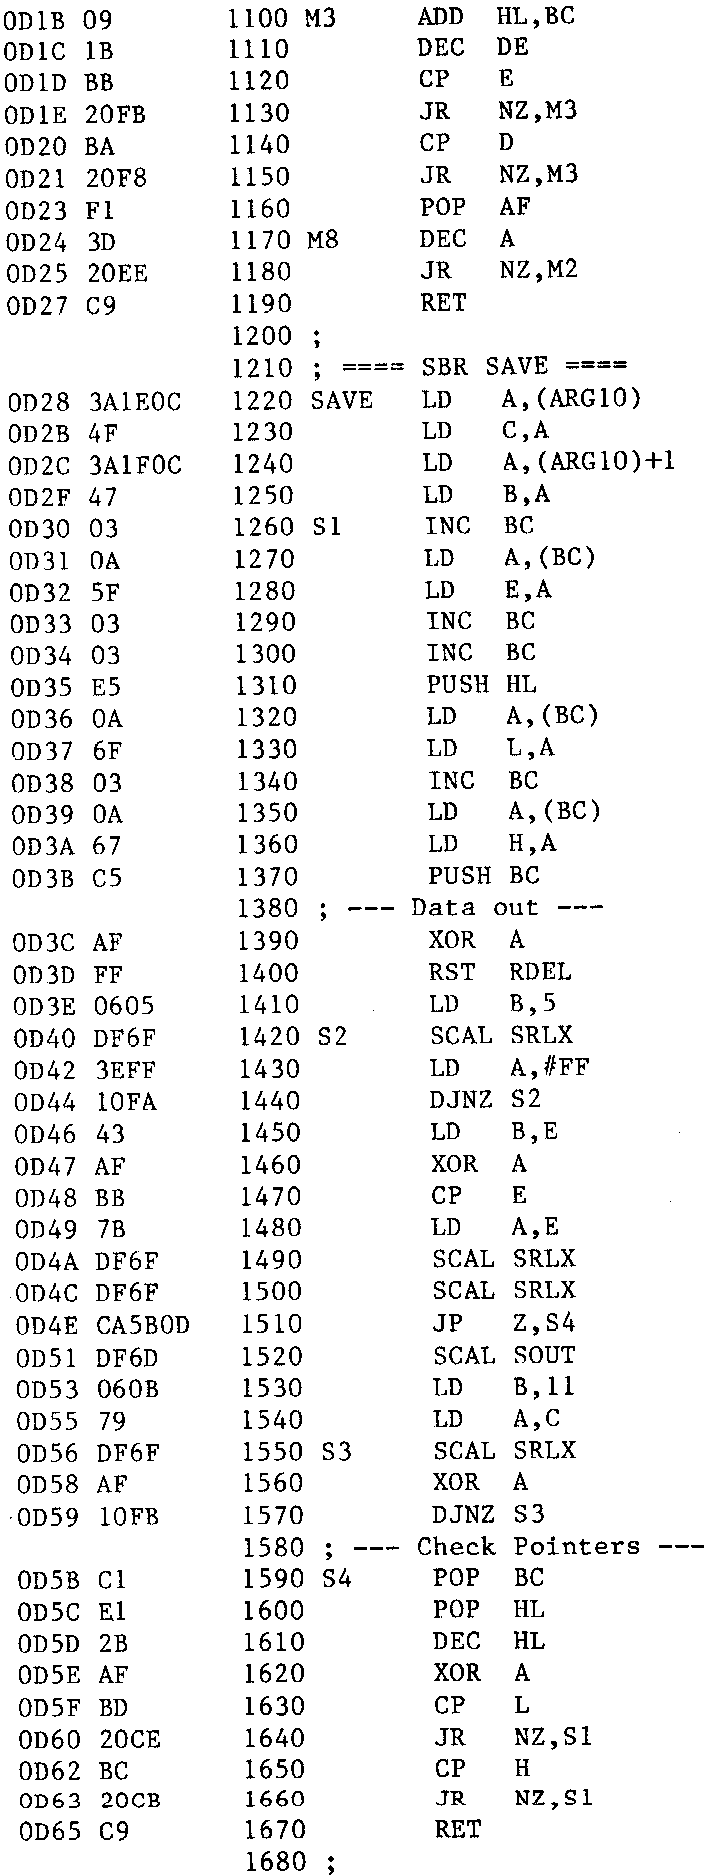 0D1B 09 1100 M3 ADD HL,BC
0D1C 1B 1110 DEC DE
0D1D BB 1120 CP E
0D1E 20FB 1130 JR NZ,M3
0D20 BA 1140 CP D
0D21 20F8 1150 JR NZ,M3
0D23 F1 1160 POP AF
0D24 3D 1170 M8 DEC A
0D25 20EE 1180 JR NZ,M2
0D27 C9 1190 RET
1200 ;
1210 ; ==== SBR SAVE ====
0D28 3A1E0C 1220 SAVE LD A,(ARG10)
0D2B 4F 1230 LD C,A
0D2C 3A1F0C 1240 LD A,(ARG10)+1
0D2F 47 1250 LD B,A
0D30 03 1260 S1 INC BC
0D31 0A 1270 LD A,(BC)
0D32 5F 1280 LD E,A
0D33 03 1290 INC BC
0D34 03 1300 INC BC
0D35 E5 1310 PUSH HL
0D36 0A 1320 LD A,(BC)
0D37 6F 1330 LD L,A
0D38 03 1340 INC BC
0D39 0A 1350 LD A,(BC)
0D3A 67 1360 LD H,A
0D3B C5 1370 PUSH BC
1380 ; --- Data out ---
0D3C AF 1390 XOR A
0D3D FF 1400 RST RDEL
0D3E 0605 1410 LD B,5
0D40 DF6F 1420 S2 SCAL SRLX
0D42 3EFF 1430 LD A,#FF
0D44 10FA 1440 DJNZ S2
0D46 43 1450 LD B,E
0D47 AF 1460 XOR A
0D48 BB 1470 CP E
0D49 7B 1480 LD A,E
0D4A DF6F 1490 SCAL SRLX
0D4C DF6F 1500 SCAL SRLX
0D4E CA5B0D 1510 JP Z,S4
0D51 DF6D 1520 SCAL SOUT
0D53 060B 1530 LD B,11
0D55 79 1540 LD A,C
0D56 DF6F 1550 S3 SCAL SRLX
0D58 AF 1560 XOR A
0D59 10FB 1570 DJNZ S3
1580 ; --- Check Pointers ---
0D5B C1 1590 S4 POP BC
0D5C E1 1600 POP HL
0D5D 2B 1610 DEC HL
0D5E AF 1620 XOR A
0D5F BD 1630 CP L
0D60 20CE 1640 JR NZ,S1
0D62 BC 1650 CP H
0D63 20CB 1660 JR NZ,S1
0D65 C9 1670 RET
1680 ;